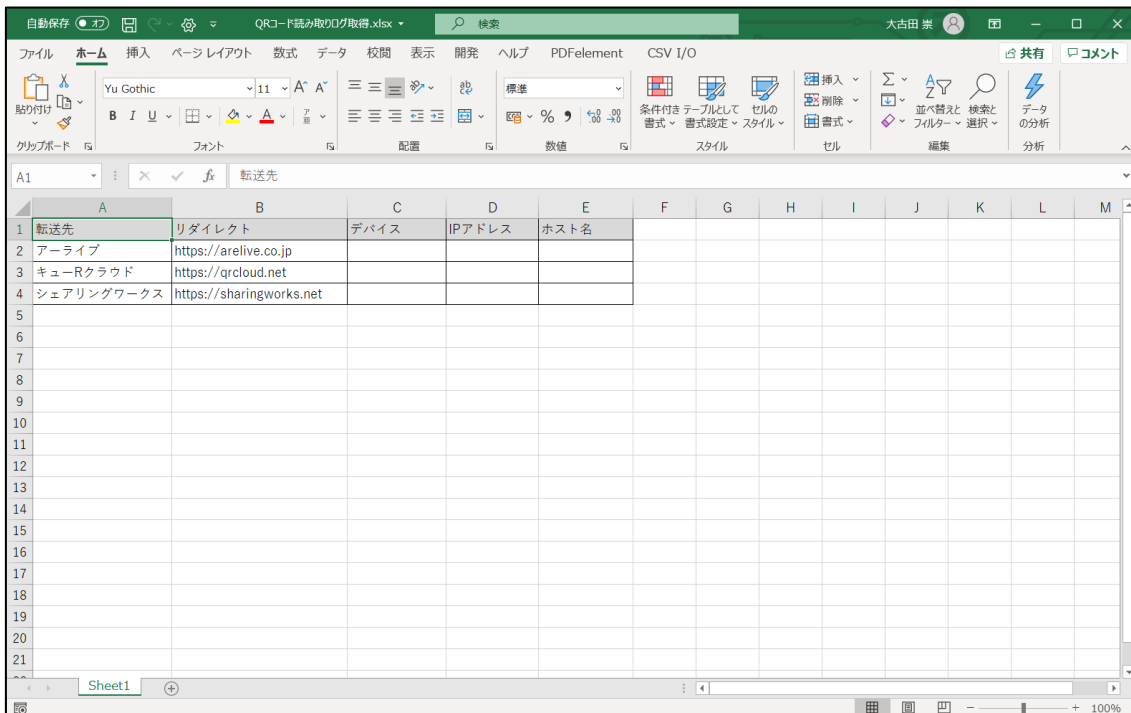 自動保存 オフ QRコード読み取りログ取得.xlsx 検索 大古田 崇
ファイル ホーム 挿入 ページ レイアウト 数式 データ 校閲 表示 開発 ヘルプ PDFelement CSV I/O 共有 コメント
貼り付け Yu Gothic 11 標準 条件付き書式 テーブルとして書式設定 セルのスタイル 挿入 削除 書式 並べ替えとフィルター 検索と選択 データの分析
B I U A
クリップボード フォント 配置 数値 スタイル セル 編集 分析
A1 fx 転送先
A B C D E F G H I J K L M
1 転送先 リダイレクト デバイス IPアドレス ホスト名
2 アーライブ https://arelive.co.jp
3 キューRクラウド https://qrcloud.net
4 シェアリングワークス https://sharingworks.net
5
6
7
8
9
10
11
12
13
14
15
16
17
18
19
20
21
Sheet1
100%